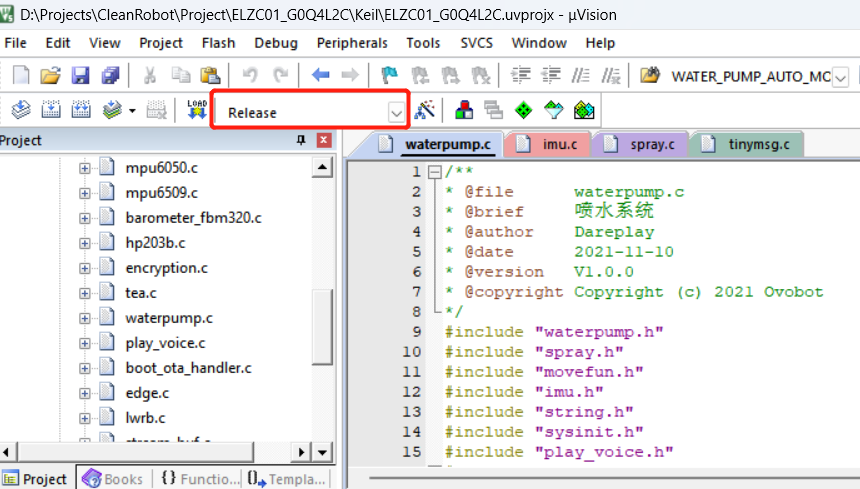 D:\Projects\CleanRobot\Project\ELZC01_G0Q4L2C\Keil\ELZC01_G0Q4L2C.uvprojx - µVision
File Edit View Project Flash Debug Peripherals Tools SVCS Window Help
WATER_PUMP_AUTO_MC
LOAD
Release
Project
mpu6050.c
mpu6509.c
barometer_fbm320.c
hp203b.c
encryption.c
tea.c
waterpump.c
play_voice.c
boot_ota_handler.c
edge.c
lwrb.c
Project Books {} Functio... Templa...
waterpump.c imu.c spray.c tinymsg.c
1 /**
2 * @file waterpump.c
3 * @brief 喷水系统
4 * @author Dareplay
5 * @date 2021-11-10
6 * @version V1.0.0
7 * @copyright Copyright (c) 2021 Ovobot
8 */
9 #include "waterpump.h"
10 #include "spray.h"
11 #include "movefun.h"
12 #include "imu.h"
13 #include "string.h"
14 #include "sysinit.h"
15 #include "play_voice.h"